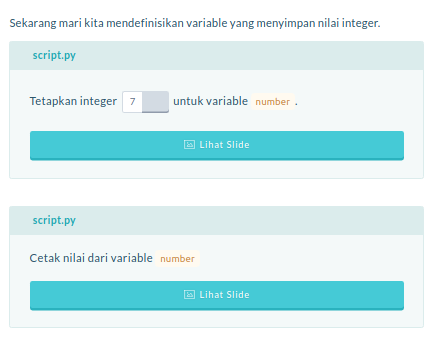 Sekarang mari kita mendefinisikan variable yang menyimpan nilai integer.
script.py
Tetapkan integer 7 untuk variable number .
Lihat Slide
script.py
Cetak nilai dari variable number
Lihat Slide